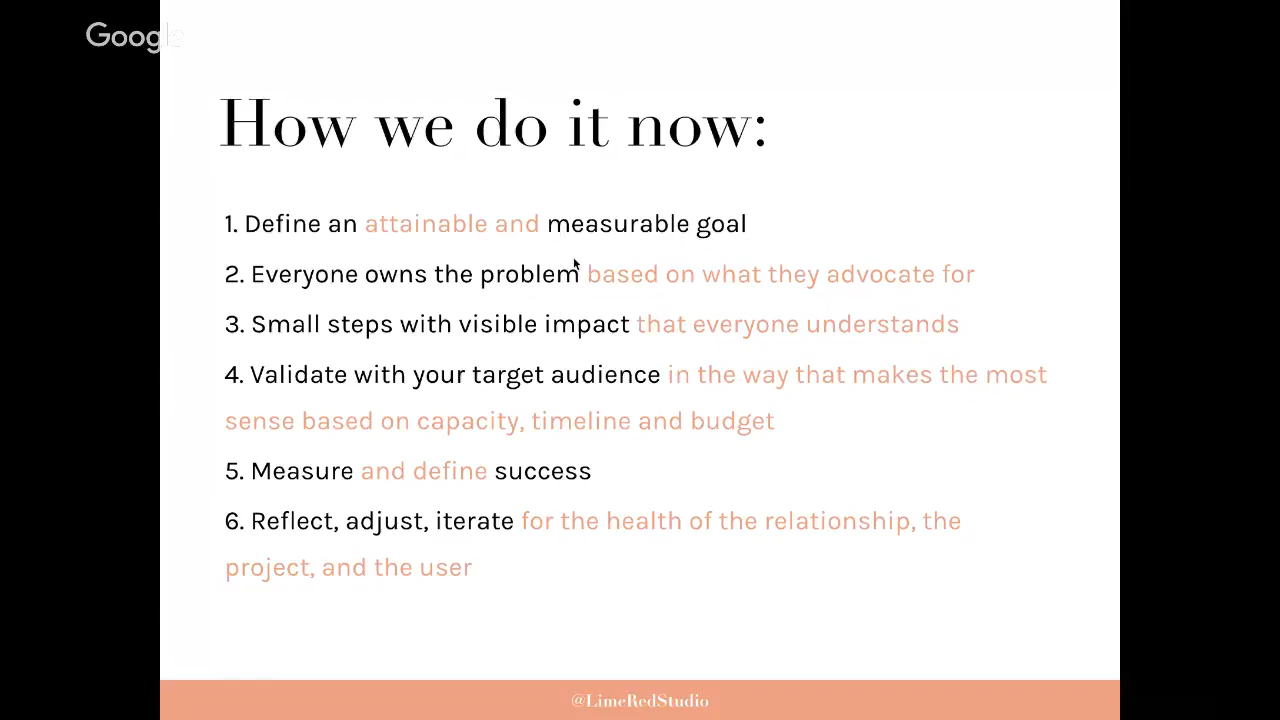 Google
How we do it now:
1. Define an attainable and measurable goal
2. Everyone owns the problem based on what they advocate for
3. Small steps with visible impact that everyone understands
4. Validate with your target audience in the way that makes the most
sense based on capacity, timeline and budget
5. Measure and define success
6. Reflect, adjust, iterate for the health of the relationship, the
project, and the user
@LimeRedStudio